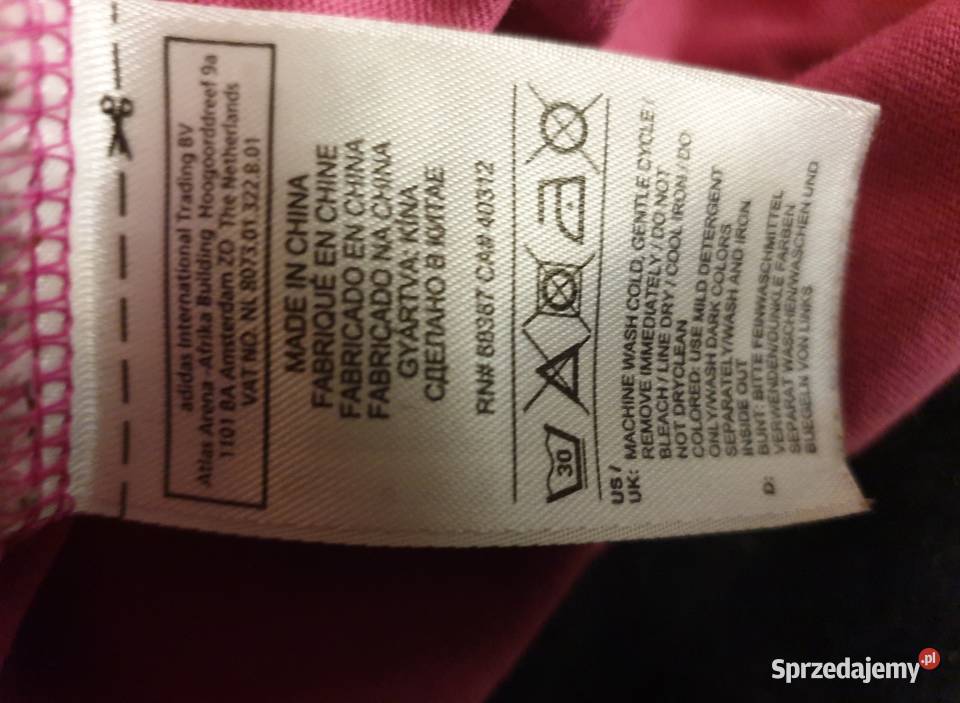 adidas International Trading BV
Atlas Arena -Afrika Building Hoogoorddreef 9a
1101 BA Amsterdam ZO The Netherlands
VAT NO. NL 8073.01.322.B.01
MADE IN CHINA
FABRIQUÉ EN CHINE
FABRICADO EN CHINA
FABRICADO NA CHINA
GYÁRTVA: KÍNA
СДЕЛАНО В КИТАЕ
RN# 88387 CA# 40312
30
US /
UK: MACHINE WASH COLD, GENTLE CYCLE /
REMOVE IMMEDIATELY / DO NOT
BLEACH / LINE DRY / COOL IRON / DO
NOT DRYCLEAN
COLORED: USE MILD DETERGENT
ONLY/WASH DARK COLORS
SEPARATELY/WASH AND IRON
INSIDE OUT
D: BUNT: BITTE FEINWASCHMITTEL
VERWENDEN/DUNKLE FARBEN
SEPARAT WASCHEN/WASCHEN UND
BUEGELN VON LINKS
Sprzedajemy.pl